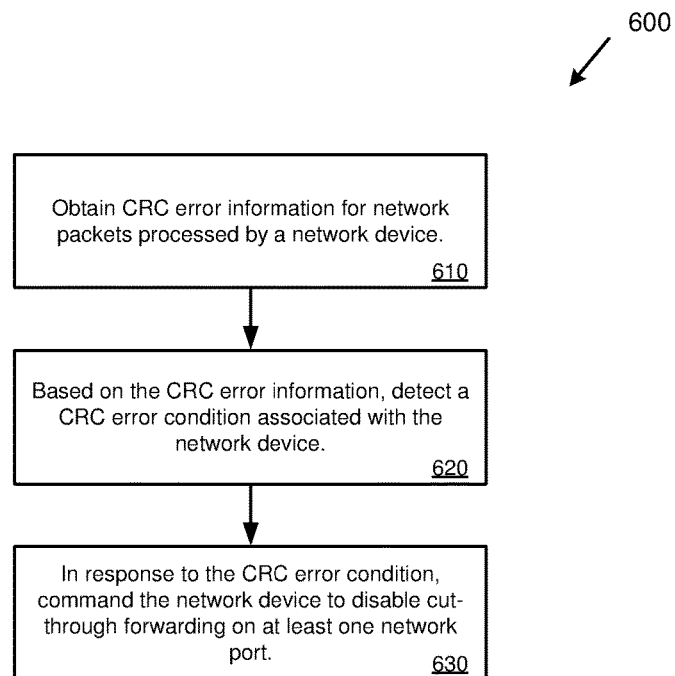 600
Obtain CRC error information for network
packets processed by a network device.
610
Based on the CRC error information, detect a
CRC error condition associated with the
network device.
620
In response to the CRC error condition,
command the network device to disable cut-
through forwarding on at least one network
port.
630